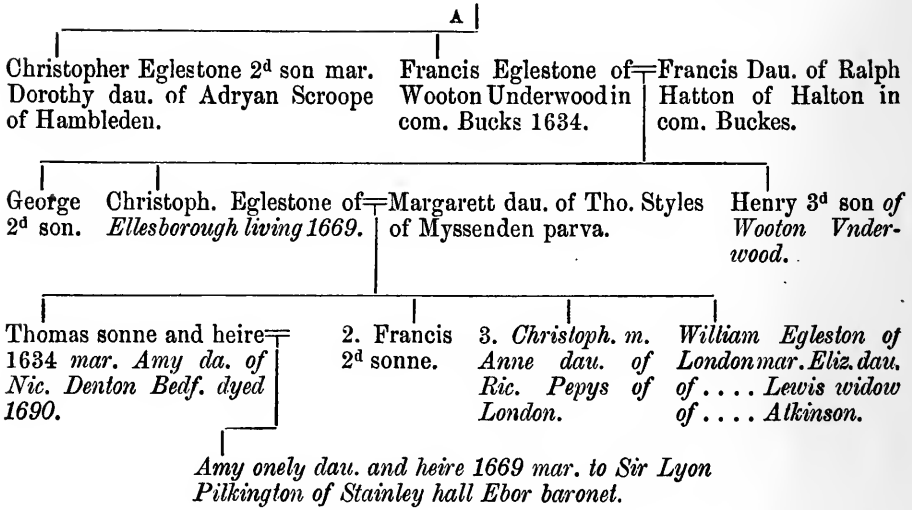 A
Christopher Eglestone 2d son mar.
Dorothy dau. of Adryan Scroope
of Hambleden.
Francis Eglestone of
Wooton Underwood in
com. Bucks 1634.
Francis Dau. of Ralph
Hatton of Halton in
com. Buckes.
George
2d son.
Christoph. Eglestone of
Ellesborough living 1669.
Margarett dau. of Tho. Styles
of Myssenden parva.
Henry 3d son of
Wooton Vnder-
wood.
Thomas sonne and heire
1634 mar. Amy da. of
Nic. Denton Bedf. dyed
1690.
2. Francis
2d sonne.
3. Christoph. m.
Anne dau. of
Ric. Pepys of
London.
William Egleston of
London mar. Eliz. dau.
of .... Lewis widow
of .... Atkinson.
Amy onely dau. and heire 1669 mar. to Sir Lyon
Pilkington of Stainley hall Ebor baronet.